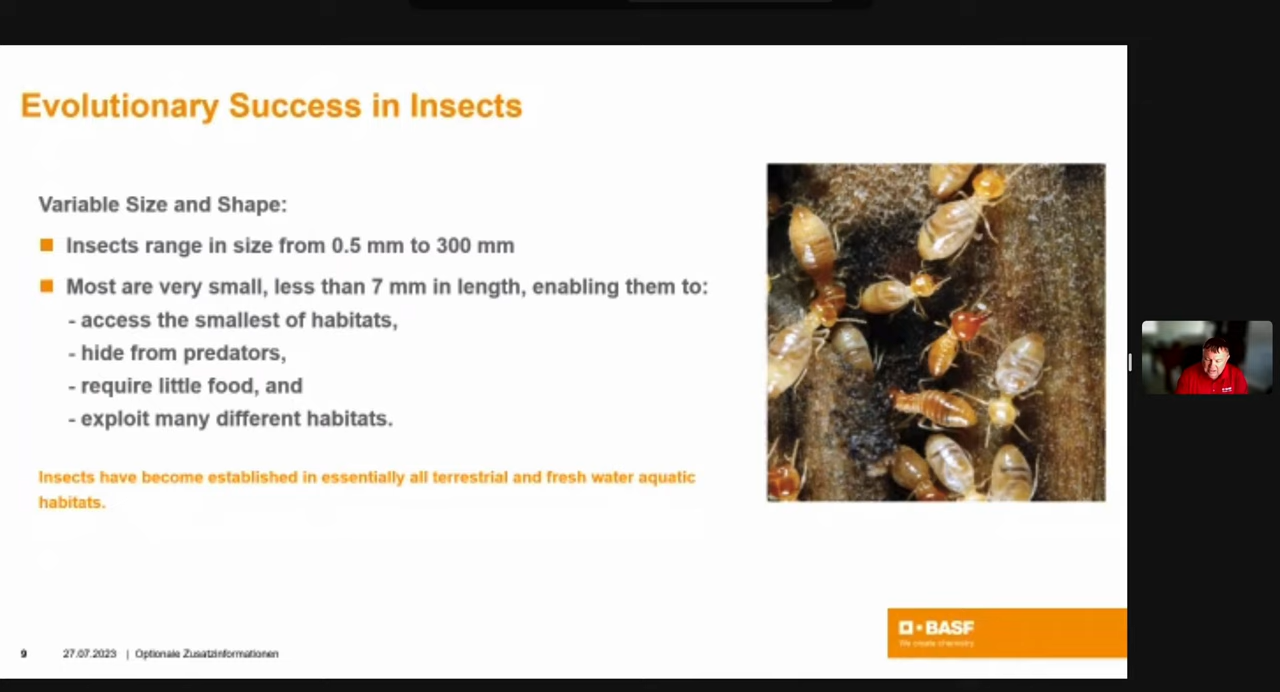 Evolutionary Success in Insects
Variable Size and Shape:
Insects range in size from 0.5 mm to 300 mm
Most are very small, less than 7 mm in length, enabling them to:
- access the smallest of habitats,
- hide from predators,
- require little food, and
- exploit many different habitats.
Insects have become established in essentially all terrestrial and fresh water aquatic
habitats.
BASF
We create chemistry
9 27.07.2023 | Optionale Zusatzinformationen